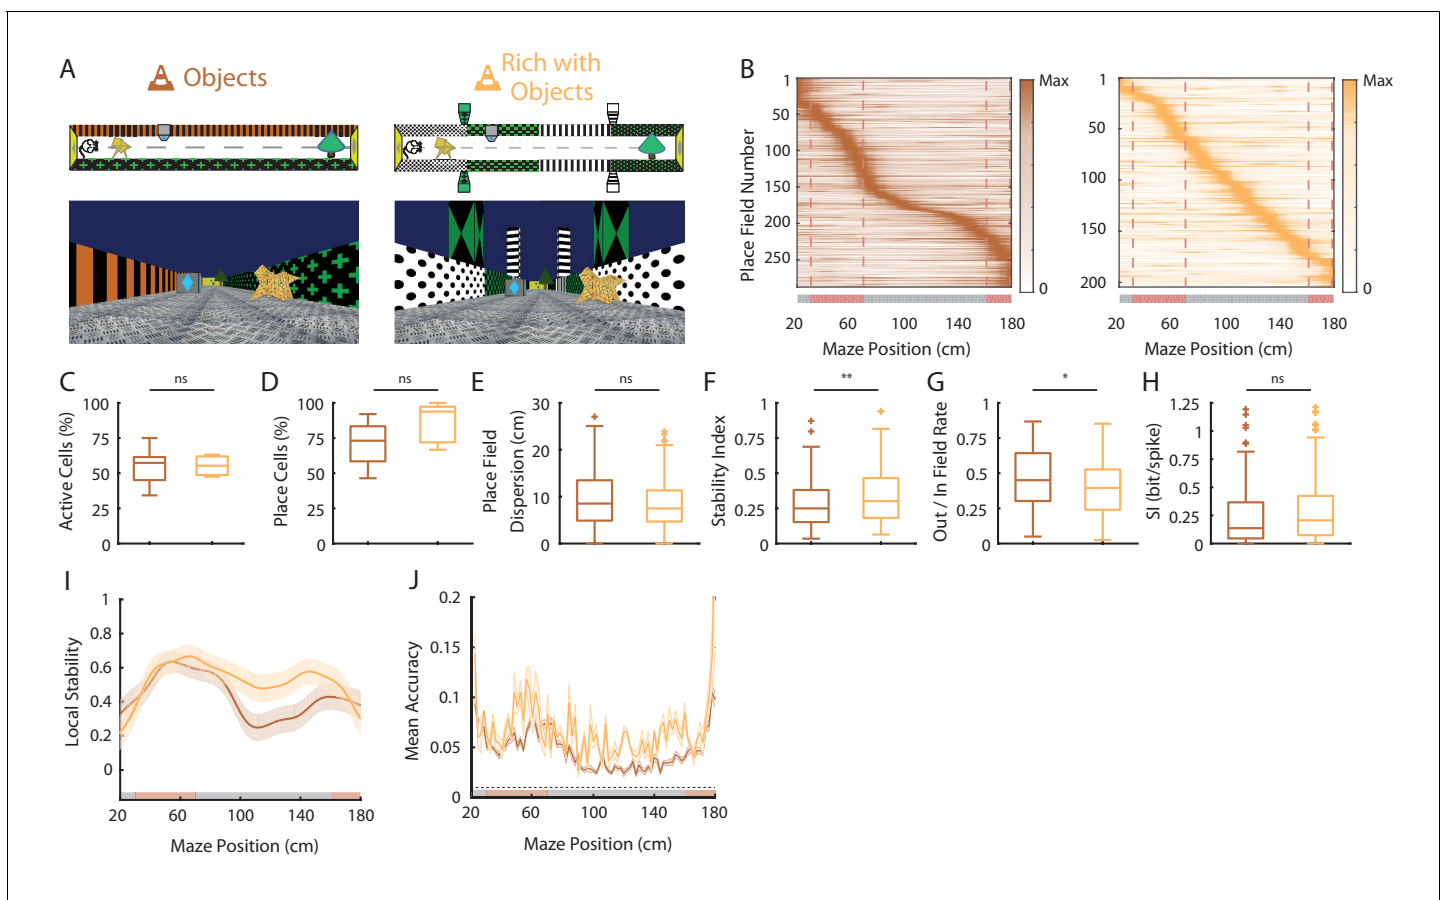 A
Objects
Rich with
Objects
B
Place Field Number
1
50
100
150
200
250
Max
0
20 60 100 140 180
Maze Position (cm)
1
50
100
150
200
Max
0
20 60 100 140 180
Maze Position (cm)
C
ns
Active Cells (%)
100
75
50
25
0
D
ns
Place Cells (%)
100
75
50
25
0
E
ns
Place Field
Dispersion (cm)
30
20
10
0
F
**
Stability Index
1
0.75
0.5
0.25
0
G
*
Out / In Field Rate
1
0.75
0.5
0.25
0
H
ns
SI (bit/spike)
1.25
1
0.75
0.5
0.25
0
I
Local Stability
1
0.8
0.6
0.4
0.2
0
20 60 100 140 180
Maze Position (cm)
J
Mean Accuracy
0.2
0.15
0.1
0.05
0
20 60 100 140 180
Maze Position (cm)